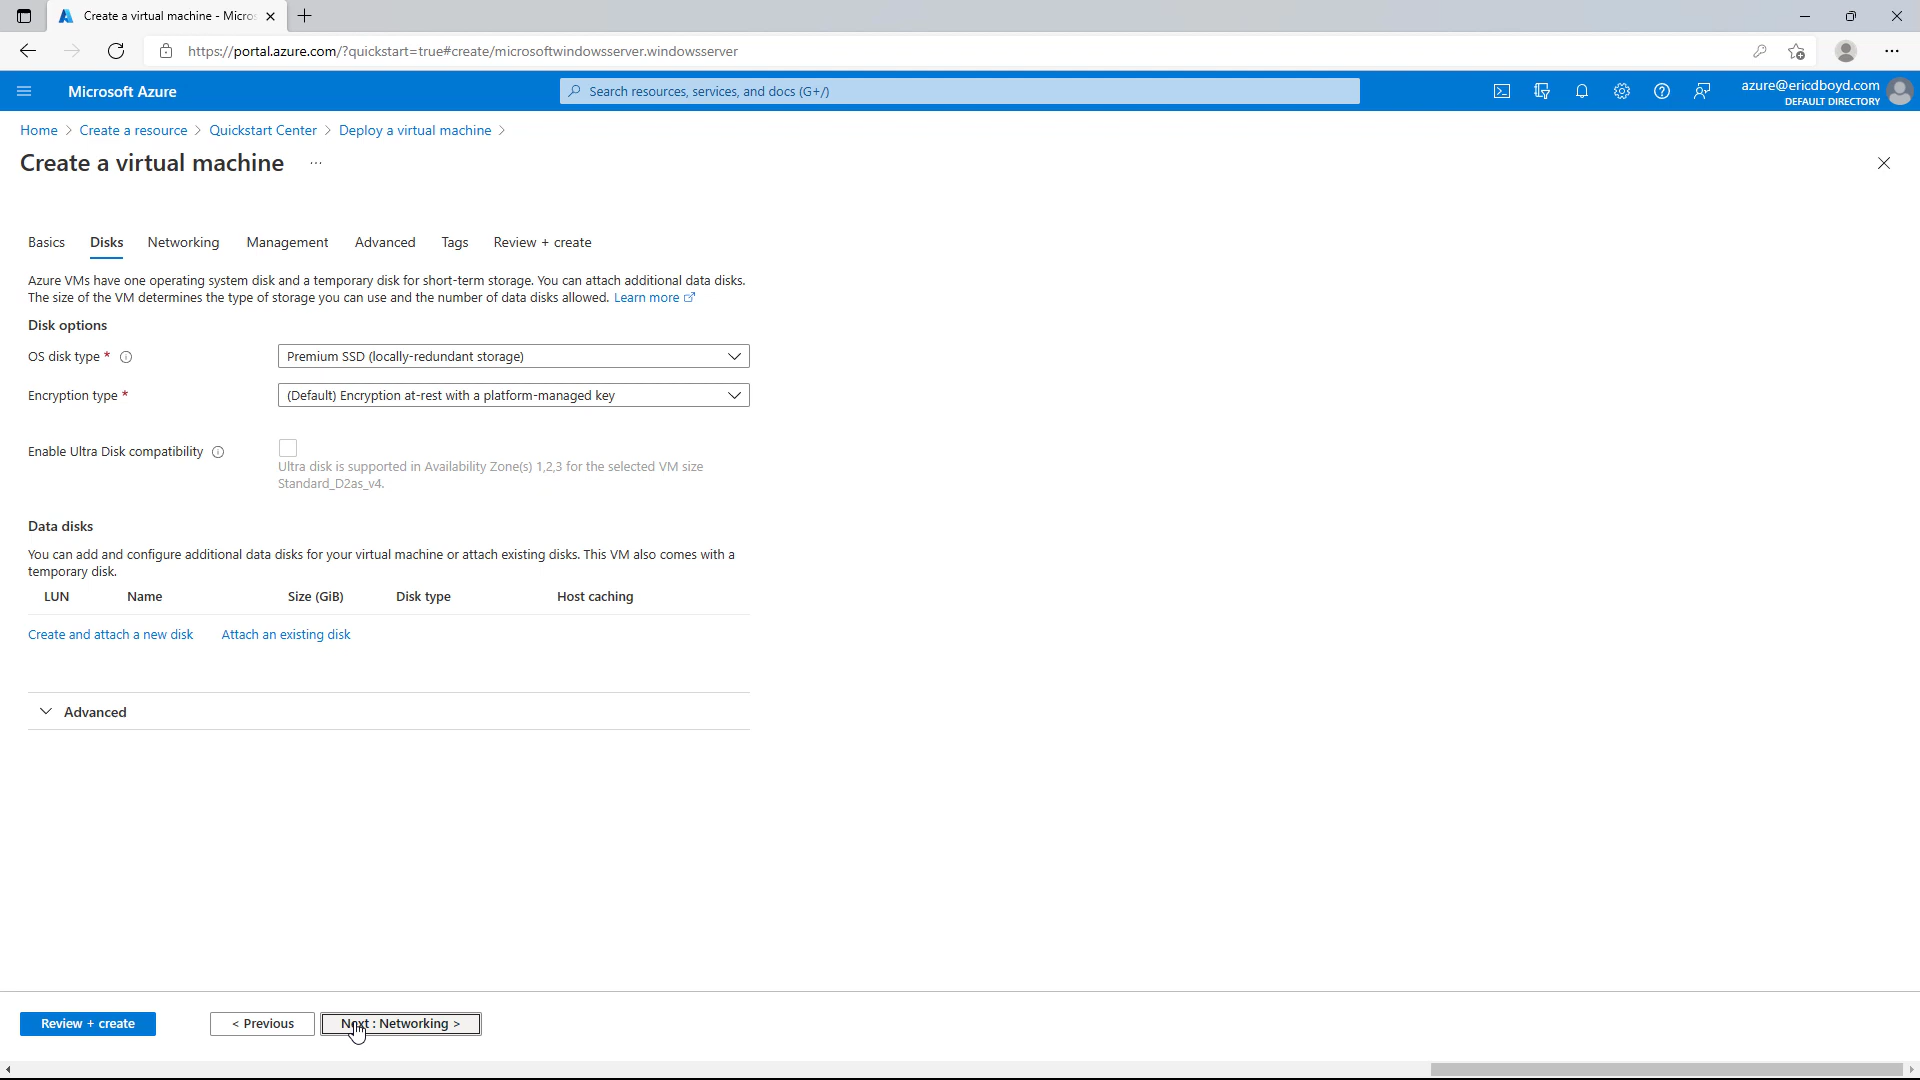 Create a virtual machine - Micros
https://portal.azure.com/?quickstart=true#create/microsoftwindowsserver.windowsserver
Microsoft Azure
Search resources, services, and docs (G+/)
azure@ericdboyd.com
DEFAULT DIRECTORY
Home > Create a resource > Quickstart Center > Deploy a virtual machine >
Create a virtual machine ...
Basics Disks Networking Management Advanced Tags Review + create
Azure VMs have one operating system disk and a temporary disk for short-term storage. You can attach additional data disks.
The size of the VM determines the type of storage you can use and the number of data disks allowed. Learn more
Disk options
OS disk type * Premium SSD (locally-redundant storage)
Encryption type * (Default) Encryption at-rest with a platform-managed key
Enable Ultra Disk compatibility
Ultra disk is supported in Availability Zone(s) 1,2,3 for the selected VM size
Standard_D2as_v4.
Data disks
You can add and configure additional data disks for your virtual machine or attach existing disks. This VM also comes with a
temporary disk.
LUN Name Size (GiB) Disk type Host caching
Create and attach a new disk Attach an existing disk
Advanced
Review + create < Previous Next : Networking >